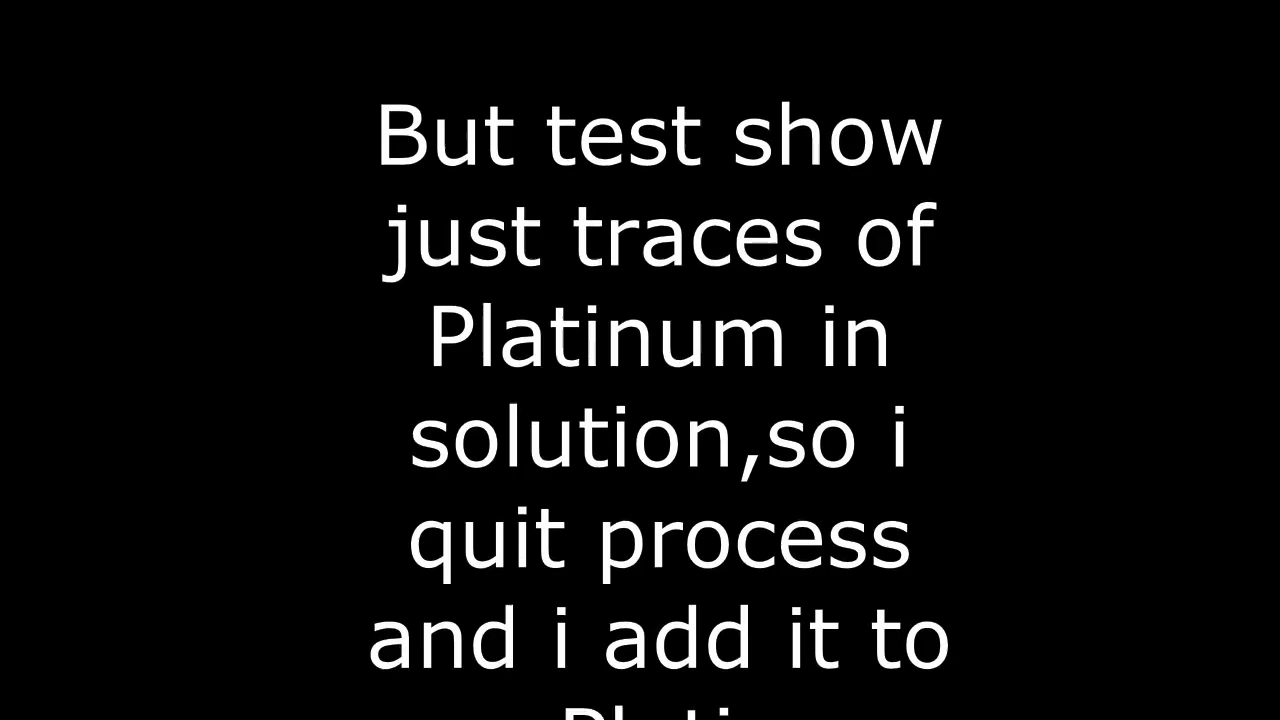 But test show
just traces of
Platinum in
solution,so i
quit process
and i add it to